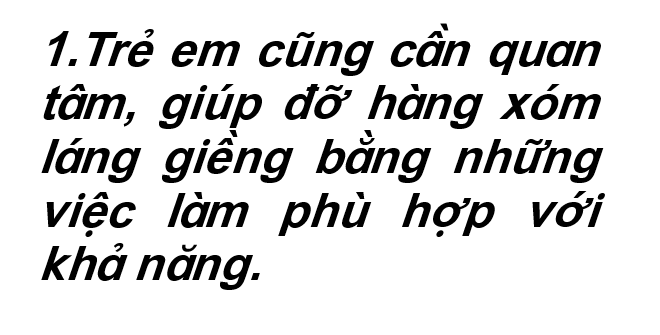 1.Trẻ em cũng cần quan
tâm, giúp đỡ hàng xóm
láng giềng bằng những
việc làm phù hợp với
khả năng.